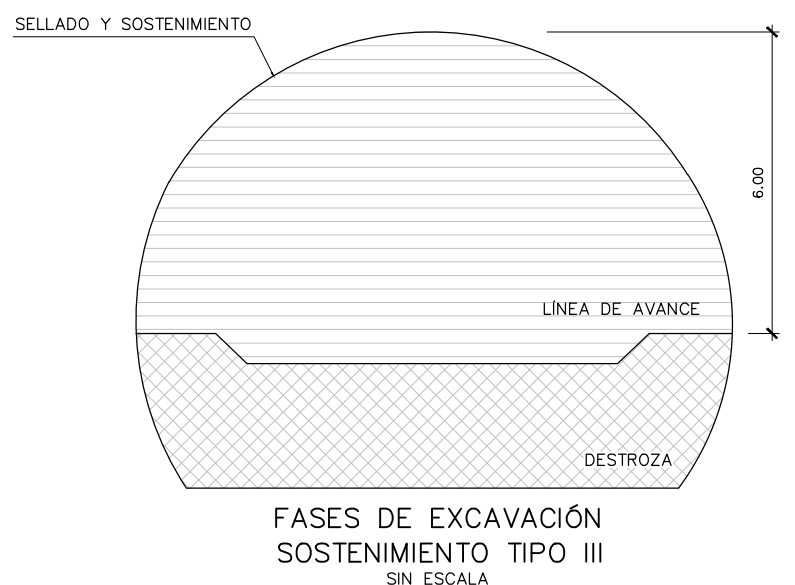 SELLADO Y SOSTENIMIENTO
6.00
LÍNEA DE AVANCE
DESTROZA
FASES DE EXCAVACIÓN
SOSTENIMIENTO TIPO III
SIN ESCALA